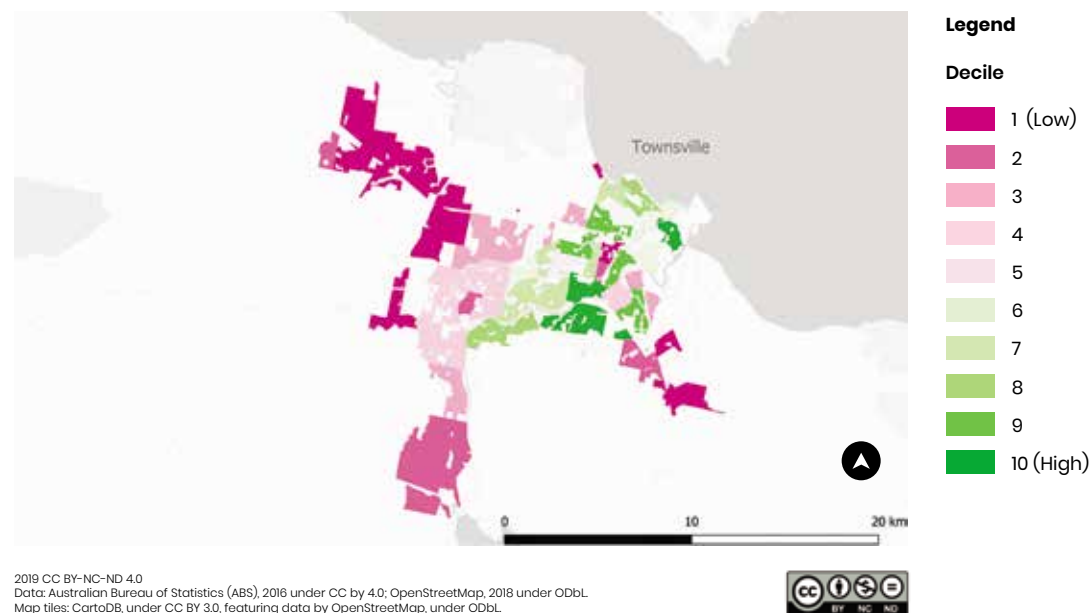 Legend
Decile
1 (Low)
2
3
4
5
6
7
8
9
10 (High)
Townsville
0 10 20 km
2019 CC BY-NC-ND 4.0
Data: Australian Bureau of Statistics (ABS), 2016 under CC by 4.0; OpenStreetMap, 2018 under ODbL.
Map tiles: CartoDB, under CC BY 3.0, featuring data by OpenStreetMap, under ODbL.
cc
BY NC ND